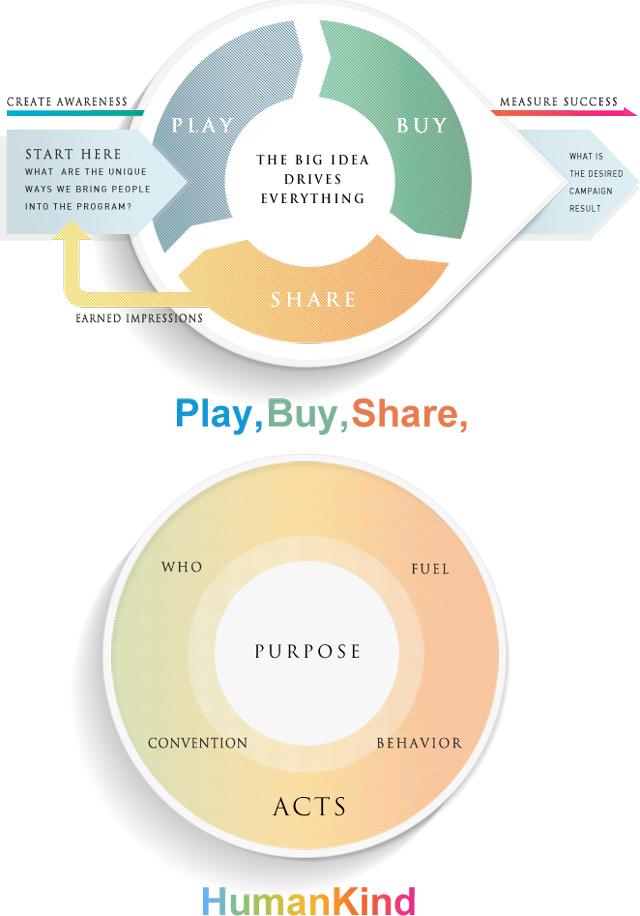 CREATE AWARENESS
MEASURE SUCCESS
PLAY
BUY
START HERE
WHAT ARE THE UNIQUE
WAYS WE BRING PEOPLE
INTO THE PROGRAM?
THE BIG IDEA
DRIVES
EVERYTHING
WHAT IS
THE DESIRED
CAMPAIGN
RESULT
SHARE
EARNED IMPRESSIONS
Play, Buy, Share,
WHO
FUEL
PURPOSE
CONVENTION
BEHAVIOR
ACTS
HumanKind